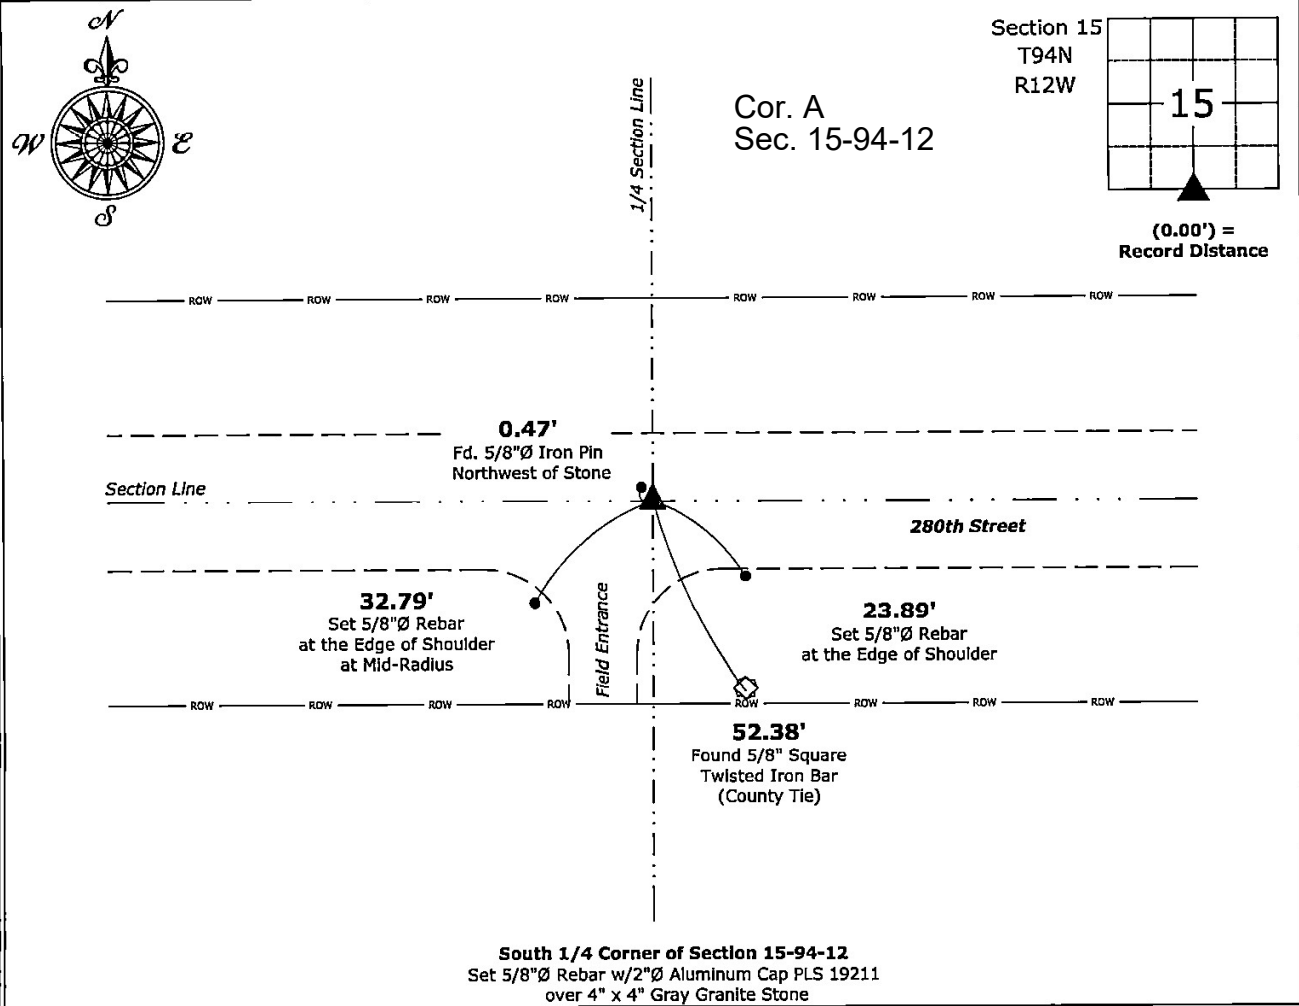 N
W
E
S
Section 15
T94N
R12W
15
(0.00') =
Record Distance
Cor. A
Sec. 15-94-12
1/4 Section Line
ROW ROW ROW ROW ROW ROW ROW ROW
0.47'
Fd. 5/8"Ø Iron Pin
Northwest of Stone
Section Line
280th Street
32.79'
Set 5/8"Ø Rebar
at the Edge of Shoulder
at Mid-Radius
Field Entrance
23.89'
Set 5/8"Ø Rebar
at the Edge of Shoulder
ROW ROW ROW ROW ROW ROW ROW ROW
52.38'
Found 5/8" Square
Twisted Iron Bar
(County Tie)
South 1/4 Corner of Section 15-94-12
Set 5/8"Ø Rebar w/2"Ø Aluminum Cap PLS 19211
over 4" x 4" Gray Granite Stone